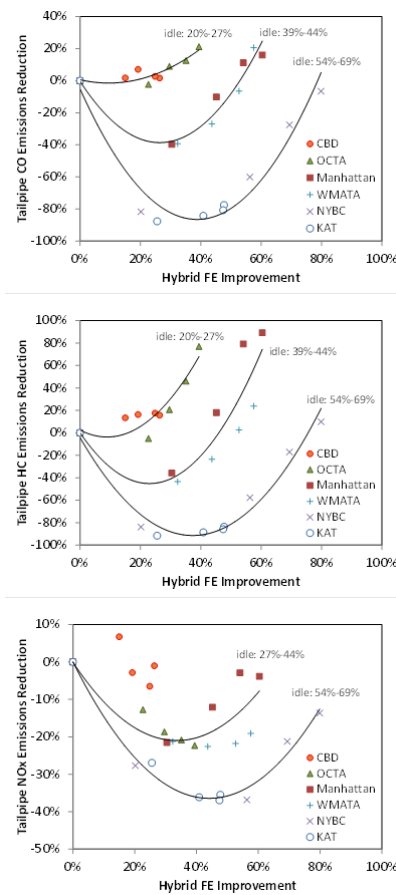 40%
20%
0%
-20%
-40%
-60%
-80%
-100%
0% 20% 40% 60% 80% 100%
Tailpipe CO Emissions Reduction
Hybrid FE Improvement
idle: 20%-27%
idle: 39%-44%
idle: 54%-69%
CBD
OCTA
Manhattan
WMATA
NYBC
KAT
100%
80%
60%
40%
20%
0%
-20%
-40%
-60%
-80%
-100%
0% 20% 40% 60% 80% 100%
Tailpipe HC Emissions Reduction
Hybrid FE Improvement
idle: 20%-27%
idle: 39%-44%
idle: 54%-69%
CBD
OCTA
Manhattan
WMATA
NYBC
KAT
10%
0%
-10%
-20%
-30%
-40%
-50%
0% 20% 40% 60% 80% 100%
Tailpipe NOx Emissions Reduction
Hybrid FE Improvement
idle: 27%-44%
idle: 54%-69%
CBD
OCTA
Manhattan
WMATA
NYBC
KAT